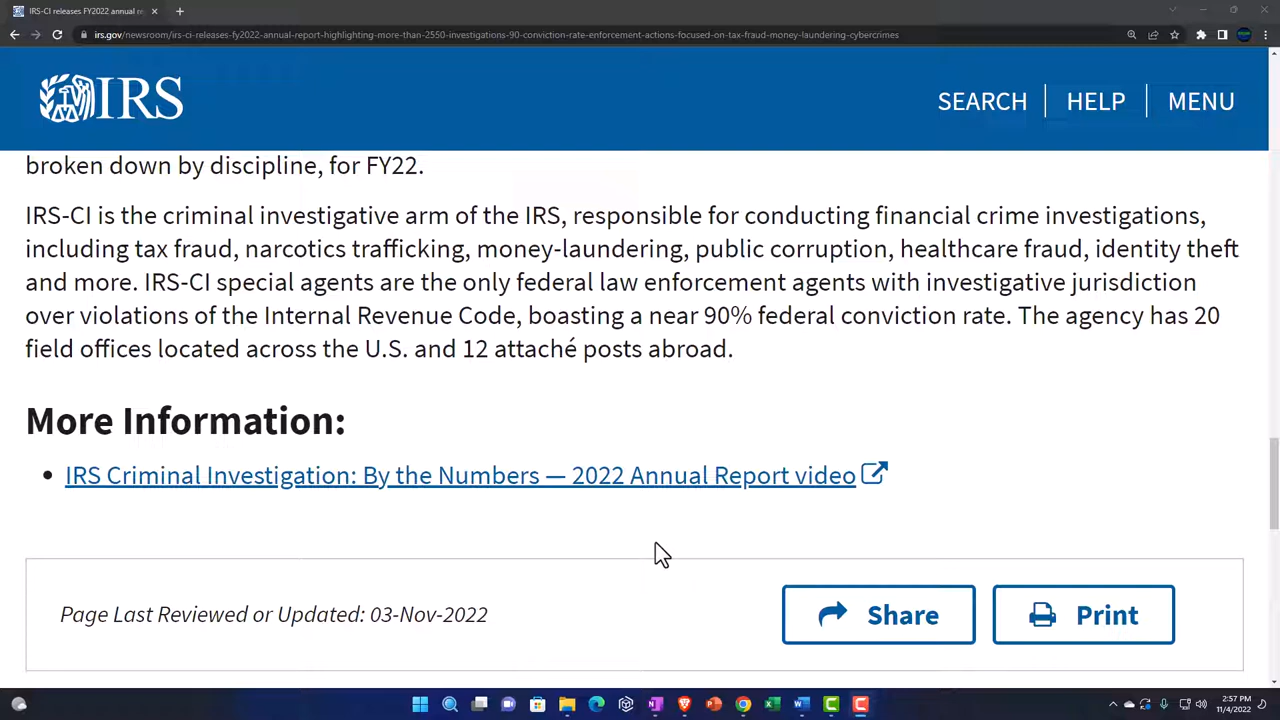 IRS-CI releases FY2022 annual re
irs.gov/newsroom/irs-ci-releases-fy2022-annual-report-highlighting-more-than-2550-investigations-90-conviction-rate-enforcement-actions-focused-on-tax-fraud-money-laundering-cybercrimes
IRS
SEARCH
HELP
MENU
broken down by discipline, for FY22.
IRS-CI is the criminal investigative arm of the IRS, responsible for conducting financial crime investigations,
including tax fraud, narcotics trafficking, money-laundering, public corruption, healthcare fraud, identity theft
and more. IRS-CI special agents are the only federal law enforcement agents with investigative jurisdiction
over violations of the Internal Revenue Code, boasting a near 90% federal conviction rate. The agency has 20
field offices located across the U.S. and 12 attaché posts abroad.
More Information:
IRS Criminal Investigation: By the Numbers — 2022 Annual Report video
Page Last Reviewed or Updated: 03-Nov-2022
Share
Print
2:57 PM
11/4/2022